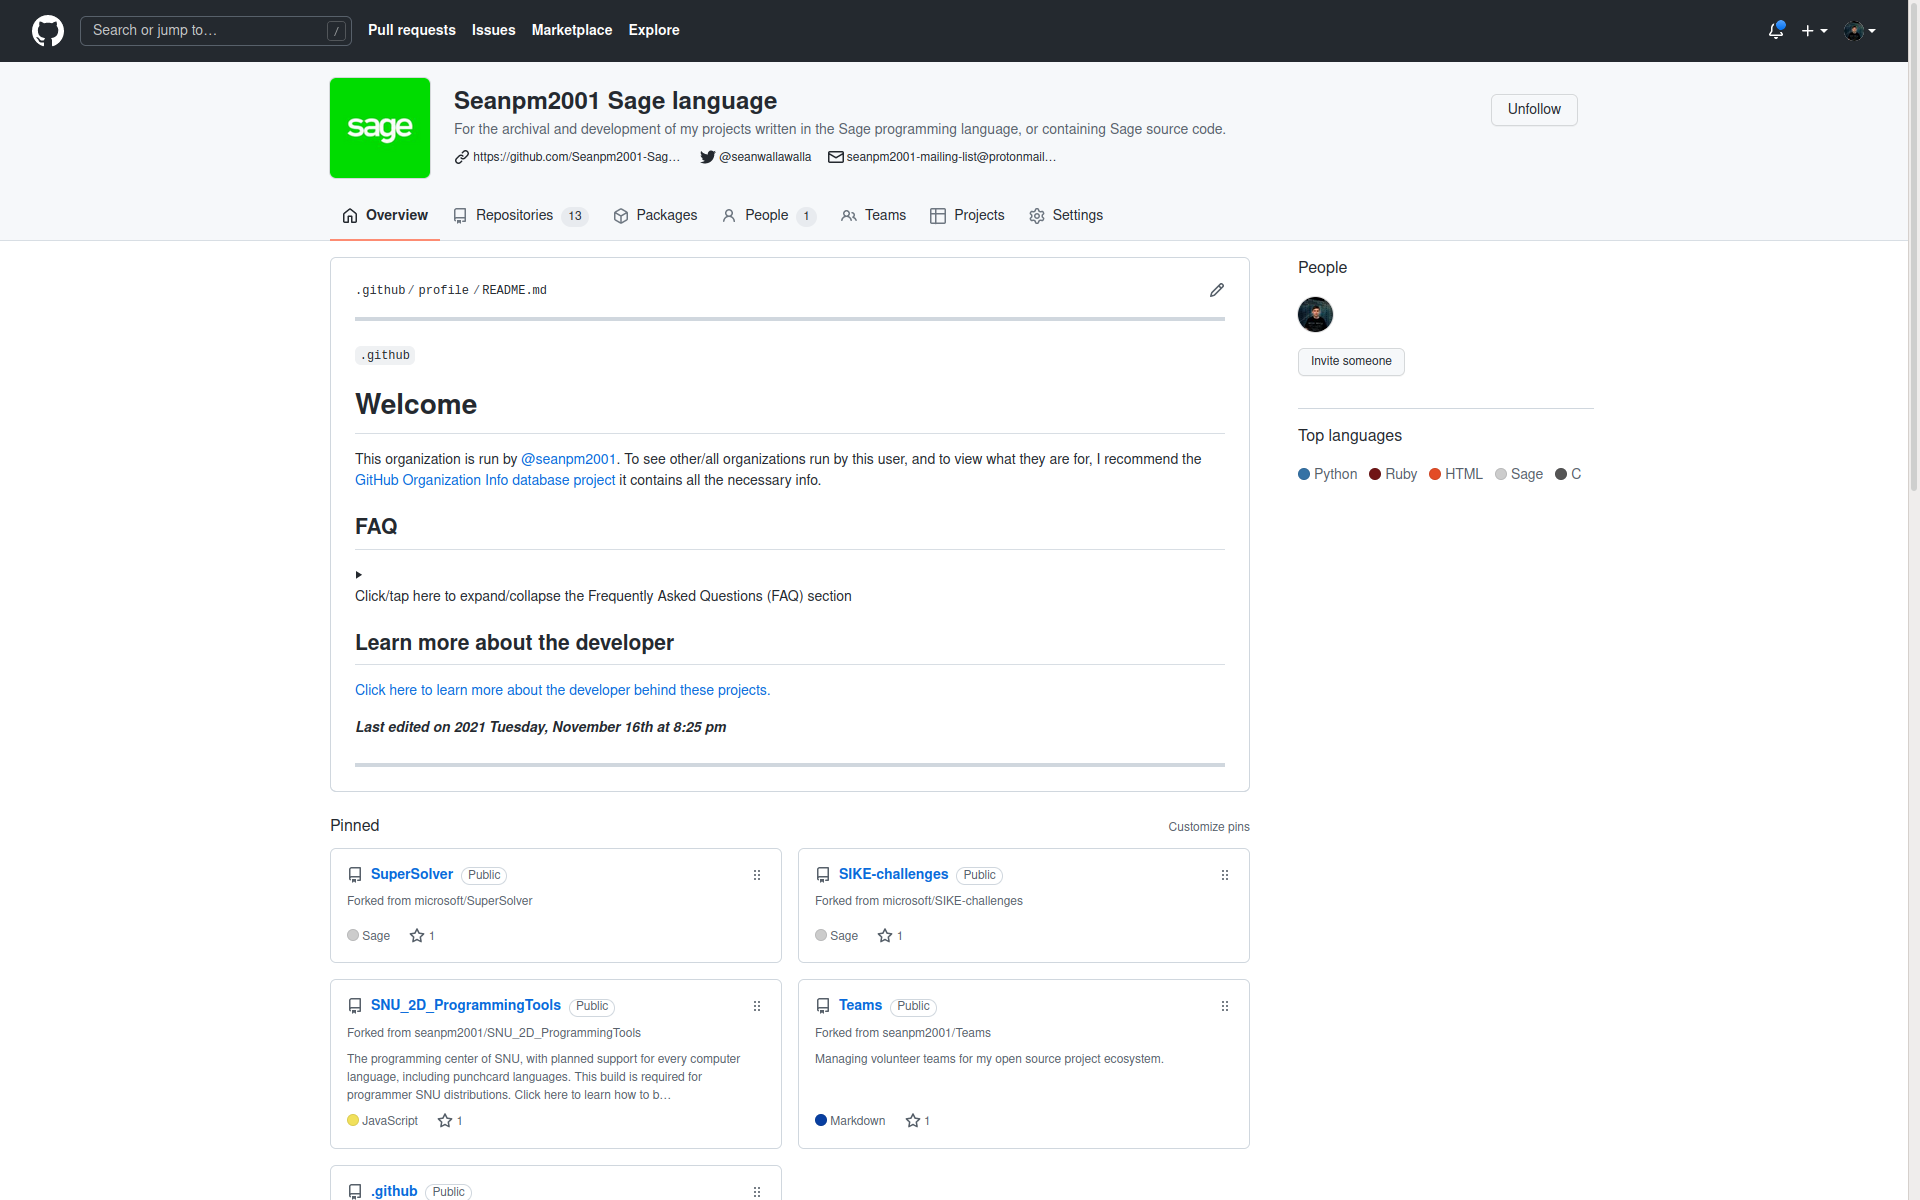 Search or jump to…
/
Pull requests
Issues
Marketplace
Explore
sage
Seanpm2001 Sage language
For the archival and development of my projects written in the Sage programming language, or containing Sage source code.
https://github.com/Seanpm2001-Sag…
@seanwallawalla
seanpm2001-mailing-list@protonmail…
Unfollow
Overview
Repositories 13
Packages
People 1
Teams
Projects
Settings
.github / profile / README.md
.github
Welcome
This organization is run by @seanpm2001. To see other/all organizations run by this user, and to view what they are for, I recommend the
GitHub Organization Info database project it contains all the necessary info.
FAQ
Click/tap here to expand/collapse the Frequently Asked Questions (FAQ) section
Learn more about the developer
Click here to learn more about the developer behind these projects.
Last edited on 2021 Tuesday, November 16th at 8:25 pm
People
Invite someone
Top languages
Python Ruby HTML Sage C
Pinned
Customize pins
SuperSolver Public
Forked from microsoft/SuperSolver
Sage 1
SIKE-challenges Public
Forked from microsoft/SIKE-challenges
Sage 1
SNU_2D_ProgrammingTools Public
Forked from seanpm2001/SNU_2D_ProgrammingTools
The programming center of SNU, with planned support for every computer
language, including punchcard languages. This build is required for
programmer SNU distributions. Click here to learn how to b…
JavaScript 1
Teams Public
Forked from seanpm2001/Teams
Managing volunteer teams for my open source project ecosystem.
Markdown 1
.github Public